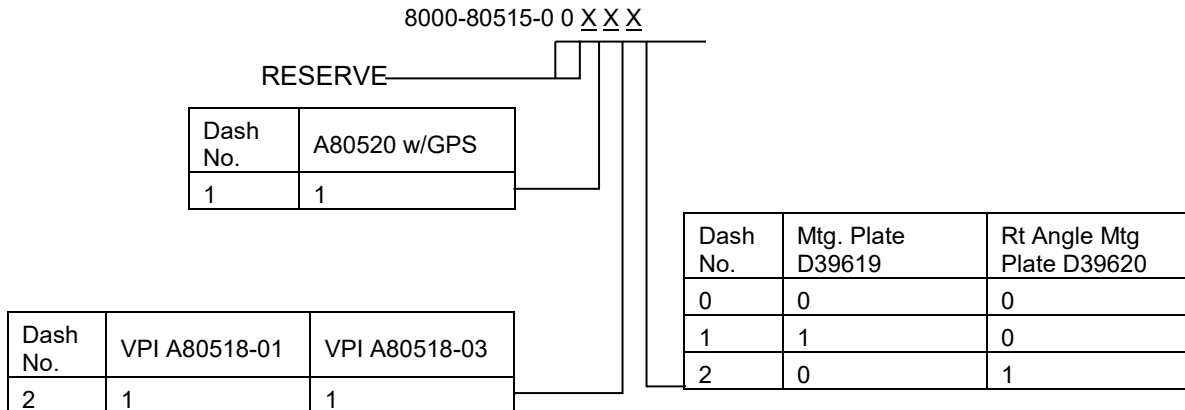 8000-80515-0 0 X X X
RESERVE
Dash No. A80520 w/GPS
1 1
Dash No. Mtg. Plate D39619 Rt Angle Mtg Plate D39620
0 0 0
1 1 0
2 0 1
Dash No. VPI A80518-01 VPI A80518-03
2 1 1